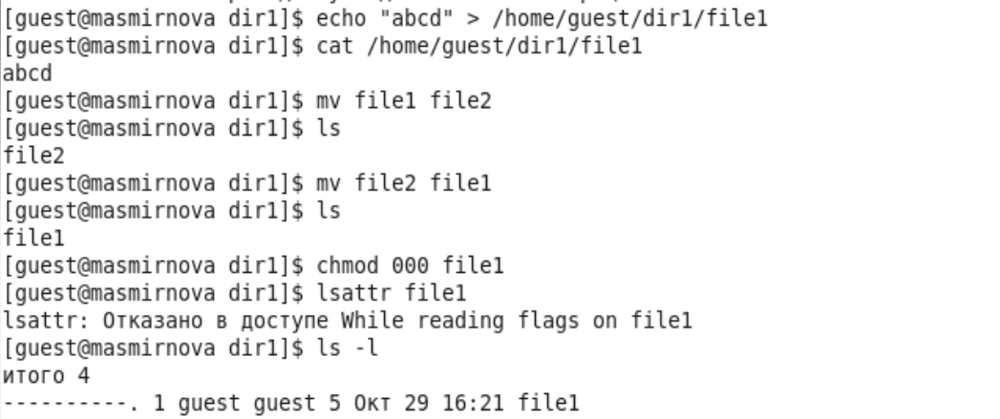 [guest@masmirnova dir1]$ echo "abcd" > /home/guest/dir1/file1
[guest@masmirnova dir1]$ cat /home/guest/dir1/file1
abcd
[guest@masmirnova dir1]$ mv file1 file2
[guest@masmirnova dir1]$ ls
file2
[guest@masmirnova dir1]$ mv file2 file1
[guest@masmirnova dir1]$ ls
file1
[guest@masmirnova dir1]$ chmod 000 file1
[guest@masmirnova dir1]$ lsattr file1
lsattr: Отказано в доступе While reading flags on file1
[guest@masmirnova dir1]$ ls -l
итого 4
----------. 1 guest guest 5 Окт 29 16:21 file1